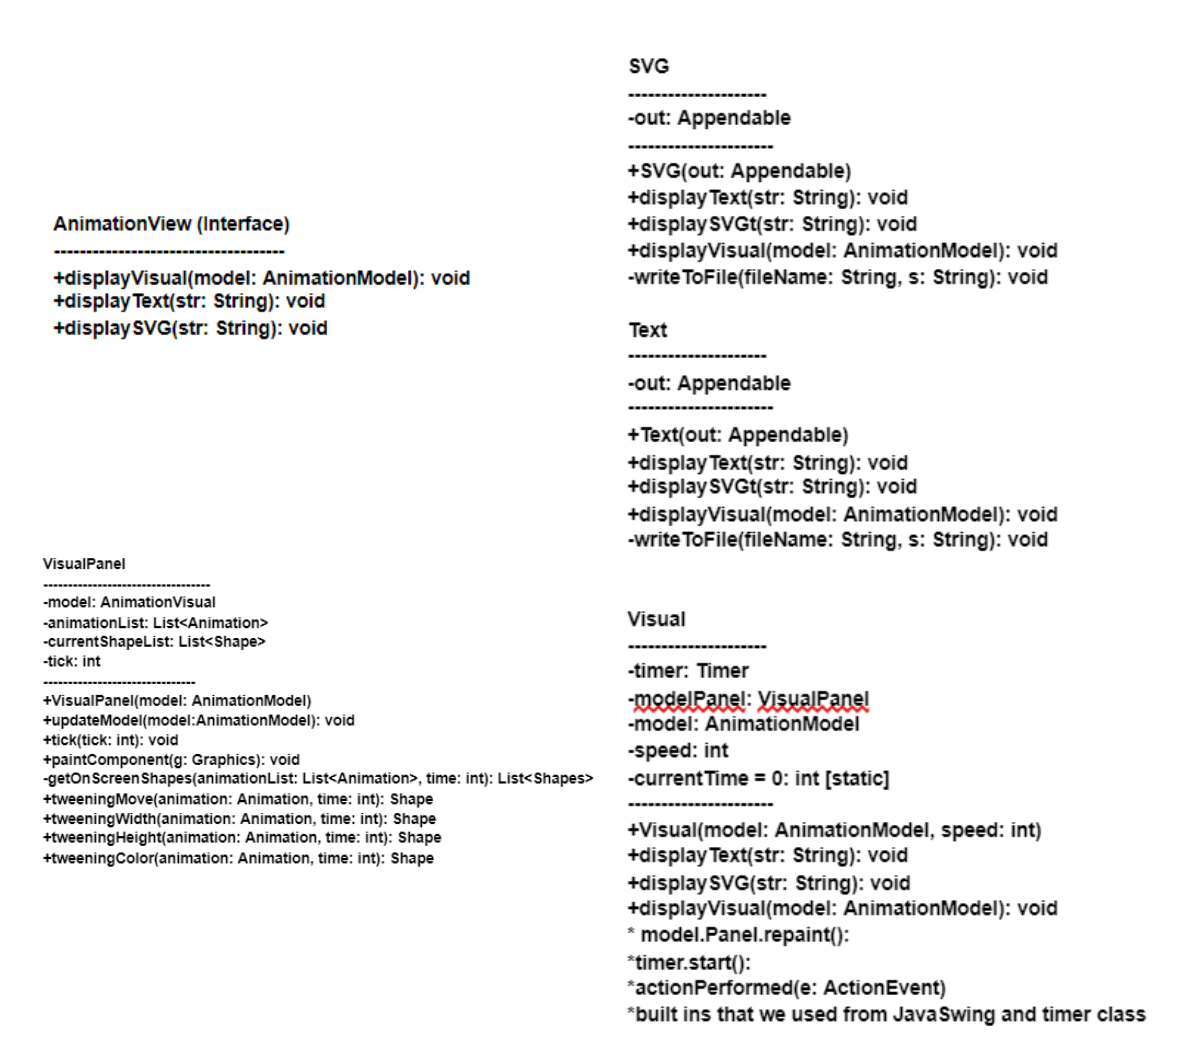 AnimationView (Interface)
-----------------------------------
+displayVisual(model: AnimationModel): void
+displayText(str: String): void
+displaySVG(str: String): void
VisualPanel
----------------------------------
-model: AnimationVisual
-animationList: List<Animation>
-currentShapeList: List<Shape>
-tick: int
-------------------------------
+VisualPanel(model: AnimationModel)
+updateModel(model:AnimationModel): void
+tick(tick: int): void
+paintComponent(g: Graphics): void
-getOnScreenShapes(animationList: List<Animation>, time: int): List<Shapes>
+tweeningMove(animation: Animation, time: int): Shape
+tweeningWidth(animation: Animation, time: int): Shape
+tweeningHeight(animation: Animation, time: int): Shape
+tweeningColor(animation: Animation, time: int): Shape
SVG
---------------------
-out: Appendable
----------------------
+SVG(out: Appendable)
+displayText(str: String): void
+displaySVGt(str: String): void
+displayVisual(model: AnimationModel): void
-writeToFile(fileName: String, s: String): void
Text
---------------------
-out: Appendable
----------------------
+Text(out: Appendable)
+displayText(str: String): void
+displaySVGt(str: String): void
+displayVisual(model: AnimationModel): void
-writeToFile(fileName: String, s: String): void
Visual
---------------------
-timer: Timer
-modelPanel: VisualPanel
-model: AnimationModel
-speed: int
-currentTime = 0: int [static]
----------------------
+Visual(model: AnimationModel, speed: int)
+displayText(str: String): void
+displaySVG(str: String): void
+displayVisual(model: AnimationModel): void
* model.Panel.repaint():
*timer.start():
*actionPerformed(e: ActionEvent)
*built ins that we used from JavaSwing and timer class